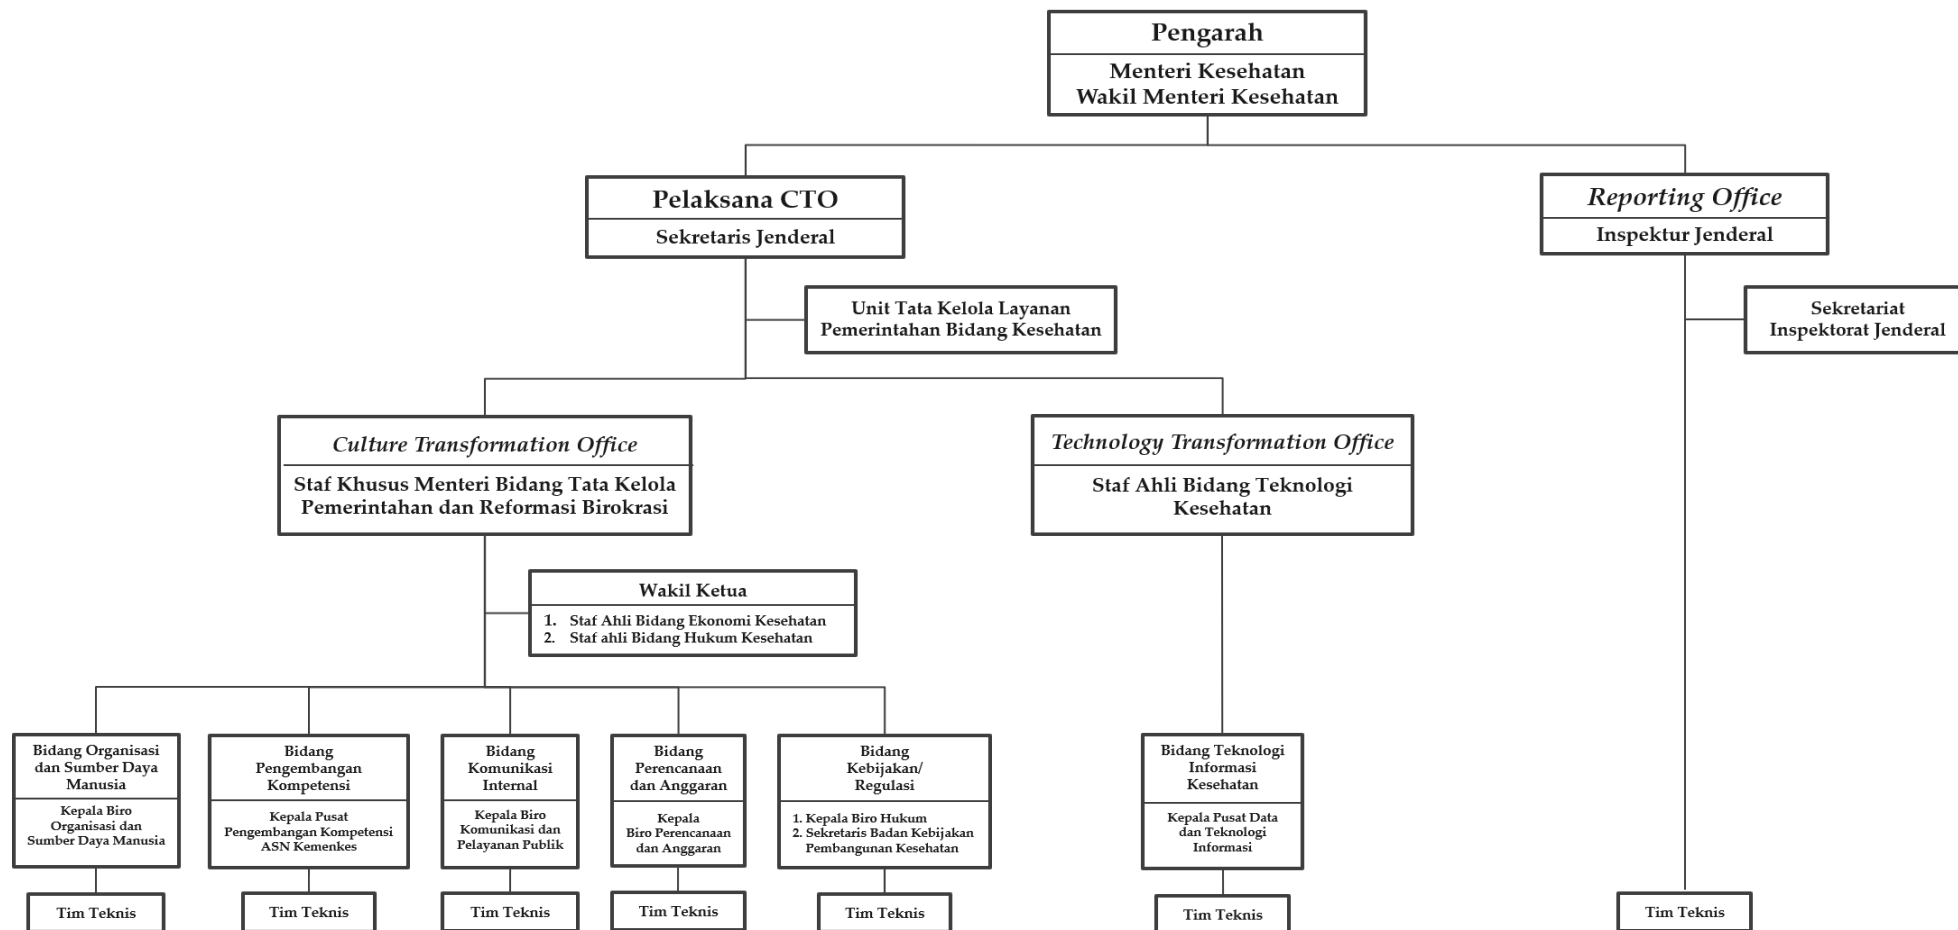 Pengarah
Menteri Kesehatan
Wakil Menteri Kesehatan
Pelaksana CTO
Sekretaris Jenderal
Reporting Office
Inspektur Jenderal
Unit Tata Kelola Layanan
Pemerintahan Bidang Kesehatan
Sekretariat
Inspektorat Jenderal
Culture Transformation Office
Staf Khusus Menteri Bidang Tata Kelola
Pemerintahan dan Reformasi Birokrasi
Technology Transformation Office
Staf Ahli Bidang Teknologi
Kesehatan
Wakil Ketua
1. Staf Ahli Bidang Ekonomi Kesehatan
2. Staf ahli Bidang Hukum Kesehatan
Bidang Organisasi
dan Sumber Daya
Manusia
Kepala Biro
Organisasi dan
Sumber Daya Manusia
Tim Teknis
Bidang
Pengembangan
Kompetensi
Kepala Pusat
Pengembangan Kompetensi
ASN Kemenkes
Tim Teknis
Bidang
Komunikasi
Internal
Kepala Biro
Komunikasi dan
Pelayanan Publik
Tim Teknis
Bidang
Perencanaan
dan Anggaran
Kepala
Biro Perencanaan
dan Anggaran
Tim Teknis
Bidang
Kebijakan/
Regulasi
1. Kepala Biro Hukum
2. Sekretaris Badan Kebijakan
Pembangunan Kesehatan
Tim Teknis
Bidang Teknologi
Informasi
Kesehatan
Kepala Pusat Data
dan Teknologi
Informasi
Tim Teknis
Tim Teknis